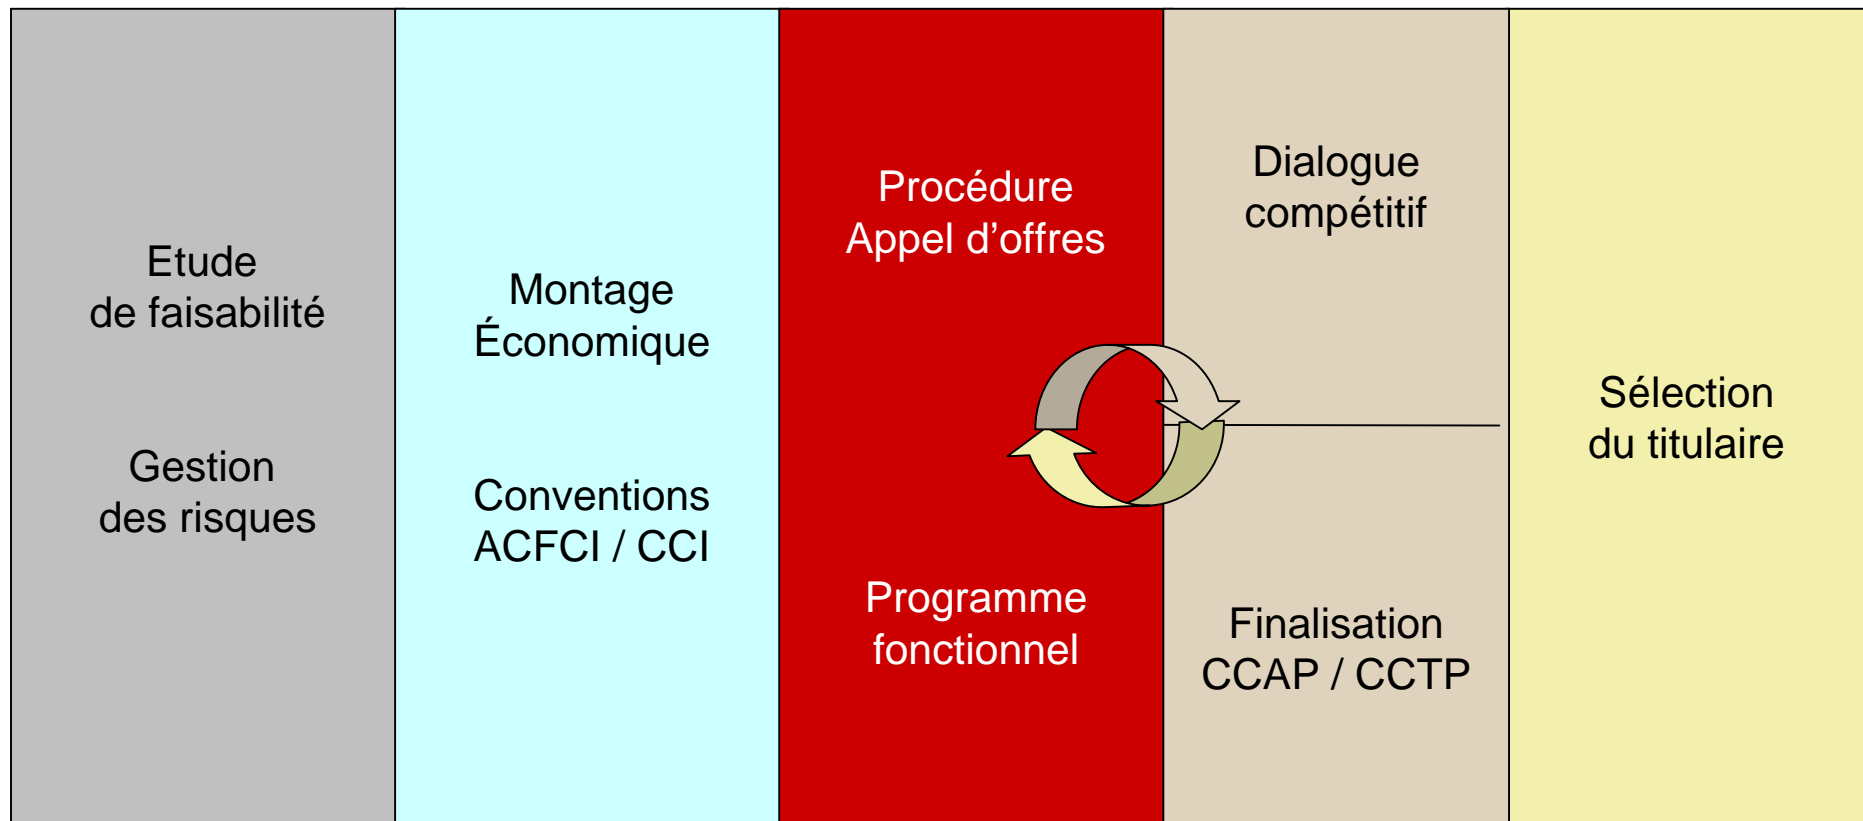 Etude
de faisabilité
Gestion
des risques
Montage
Économique
Conventions
ACFCI / CCI
Procédure
Appel d’offres
Programme
fonctionnel
Dialogue
compétitif
Finalisation
CCAP / CCTP
Sélection
du titulaire